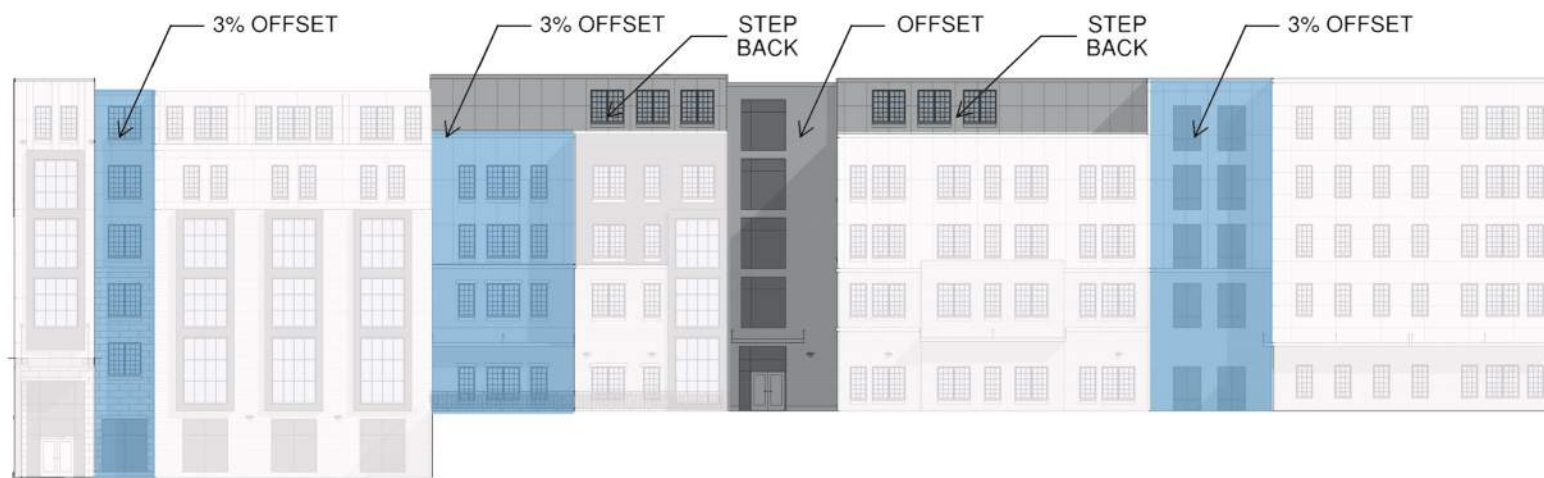 3% OFFSET
3% OFFSET
STEP
BACK
OFFSET
STEP
BACK
3% OFFSET